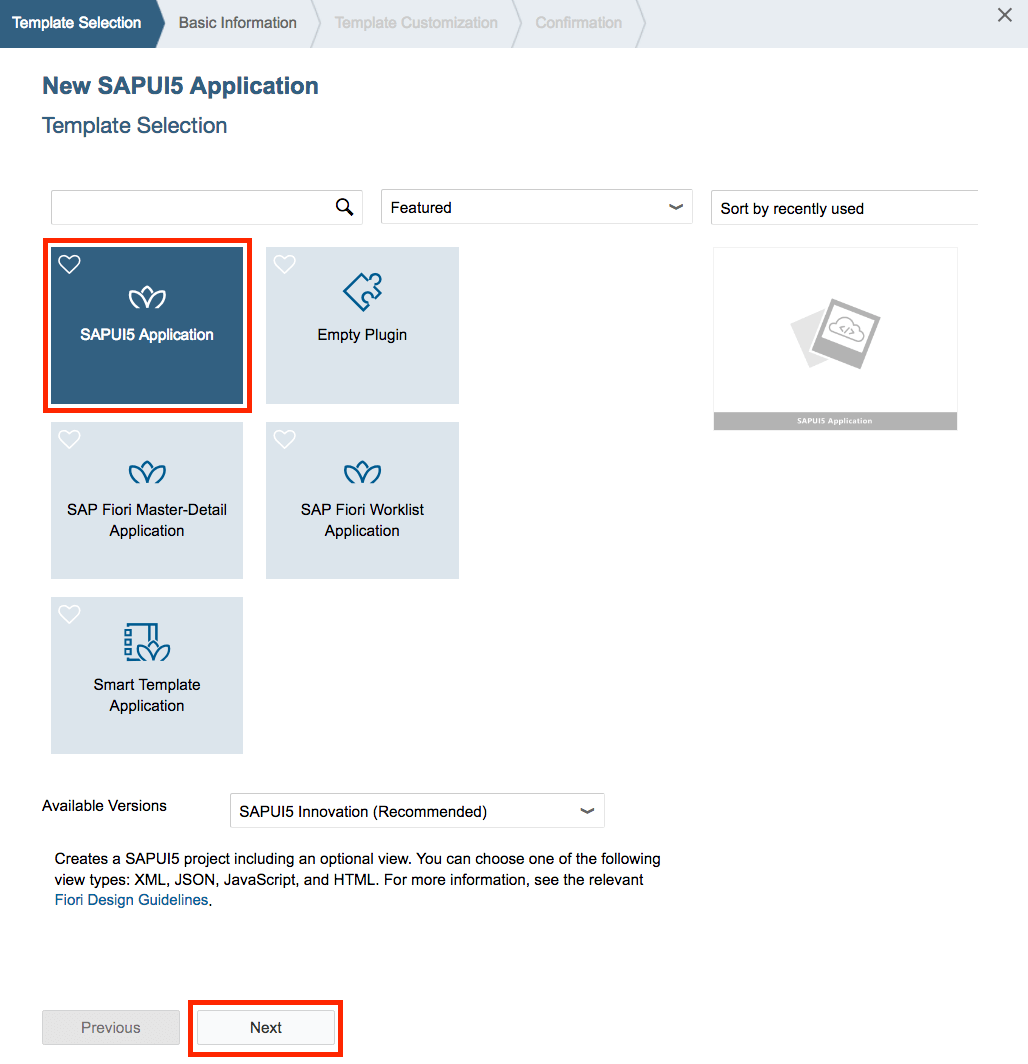 Template Selection
Basic Information
Template Customization
Confirmation
New SAPUI5 Application
Template Selection
Featured
Sort by recently used
SAPUI5 Application
Empty Plugin
SAPUI5 Application
SAP Fiori Master-Detail
Application
SAP Fiori Worklist
Application
Smart Template
Application
Available Versions
SAPUI5 Innovation (Recommended)
Creates a SAPUI5 project including an optional view. You can choose one of the following
view types: XML, JSON, JavaScript, and HTML. For more information, see the relevant
Fiori Design Guidelines.
Previous
Next